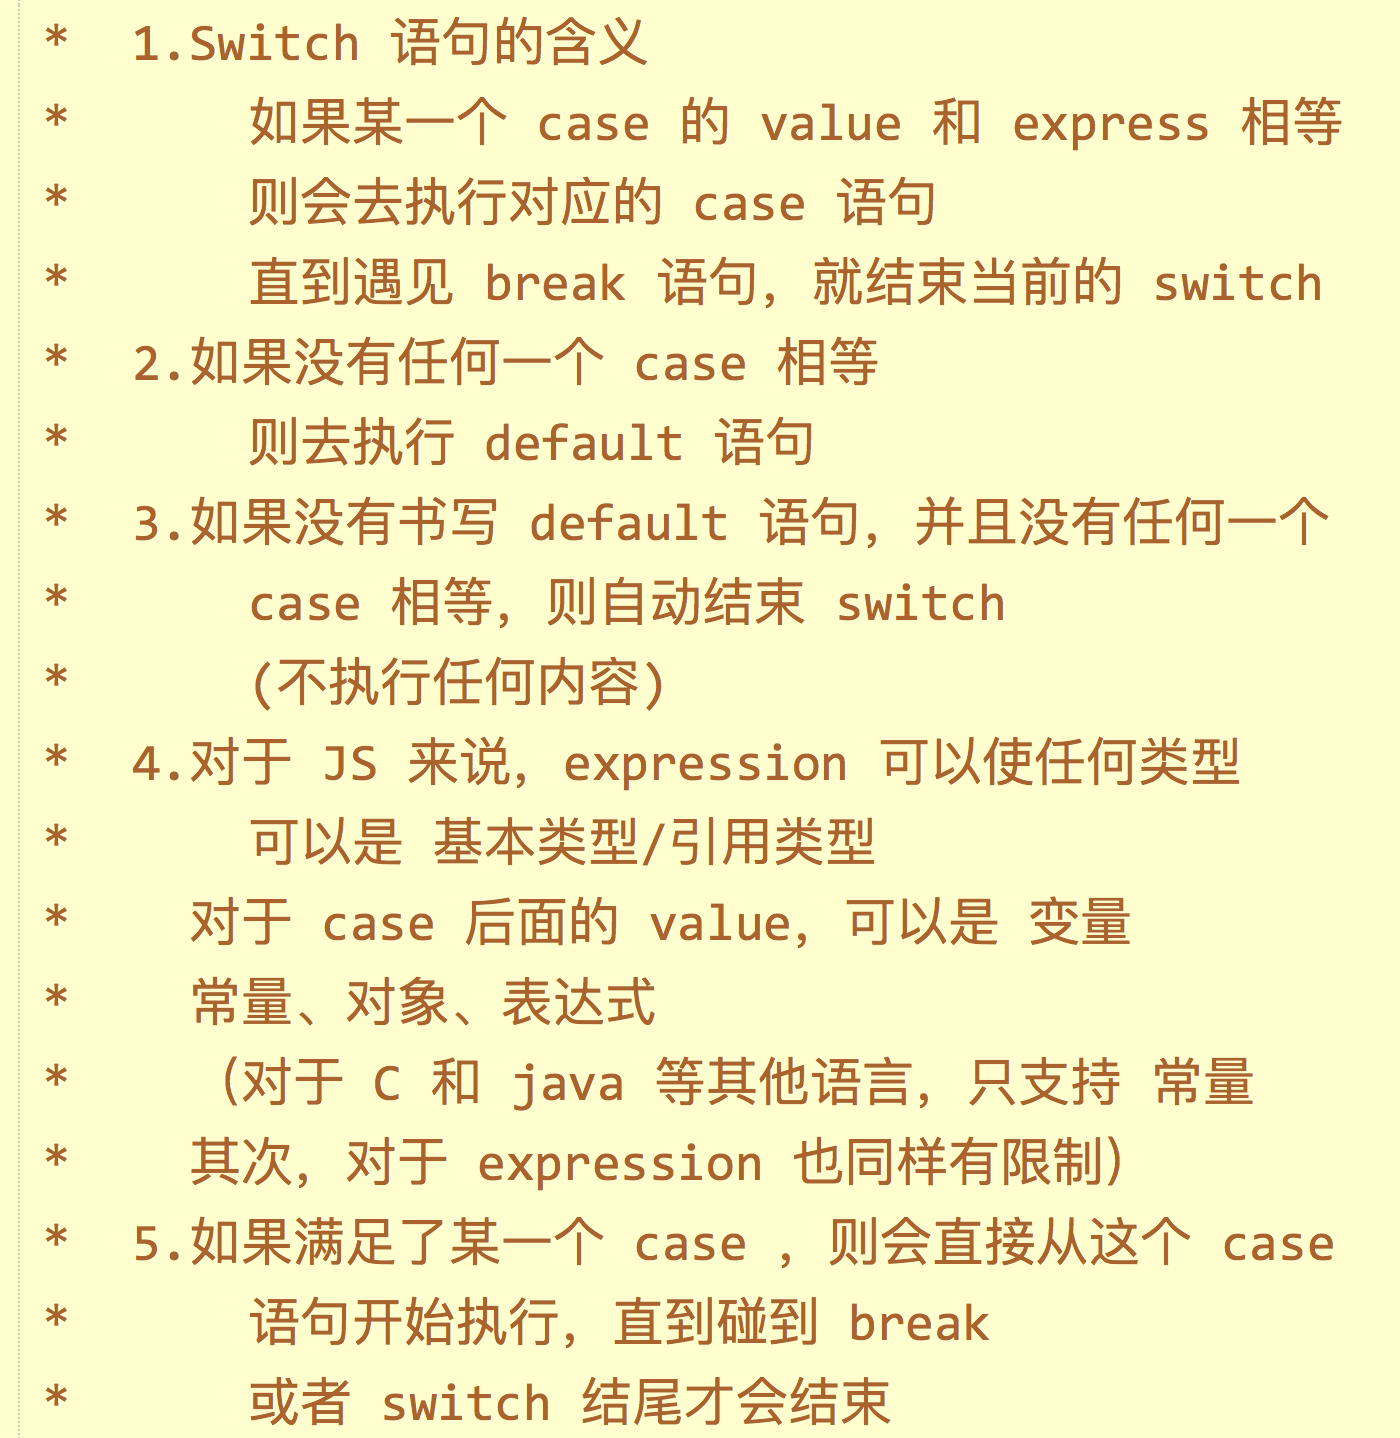 * 1.Switch 语句的含义
* 如果某一个 case 的 value 和 express 相等
* 则会去执行对应的 case 语句
* 直到遇见 break 语句，就结束当前的 switch
* 2.如果没有任何一个 case 相等
* 则去执行 default 语句
* 3.如果没有书写 default 语句，并且没有任何一个
* case 相等，则自动结束 switch
* (不执行任何内容)
* 4.对于 JS 来说，expression 可以使任何类型
* 可以是 基本类型/引用类型
* 对于 case 后面的 value，可以是 变量
* 常量、对象、表达式
* （对于 C 和 java 等其他语言，只支持 常量
* 其次，对于 expression 也同样有限制）
* 5.如果满足了某一个 case ，则会直接从这个 case
* 语句开始执行，直到碰到 break
* 或者 switch 结尾才会结束